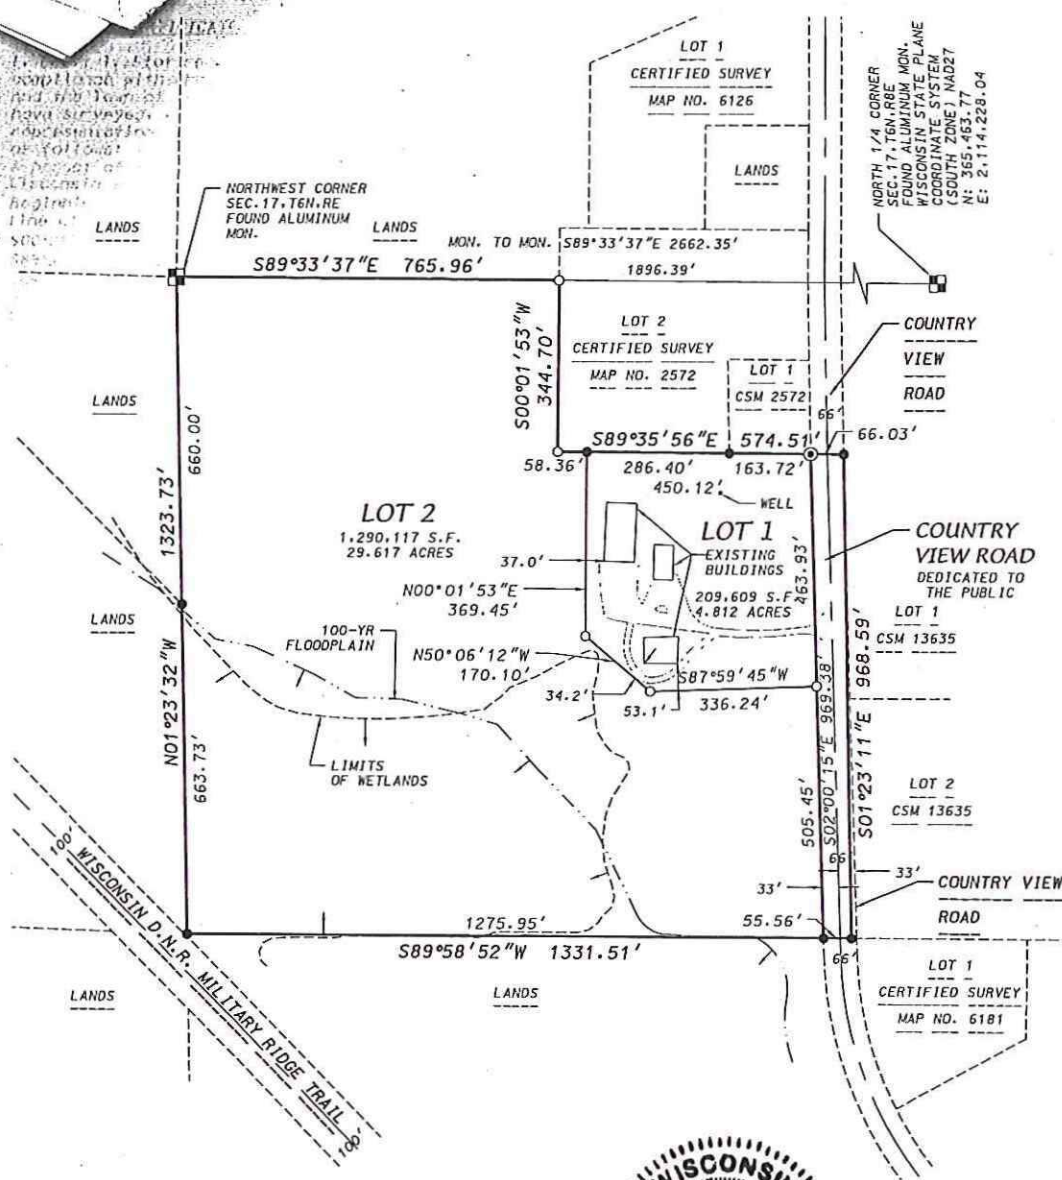 LOT 1
CERTIFIED SURVEY
MAP NO. 6126
LANDS
NORTH 1/4 CORNER
SEC.17,T6N,R8E
FOUND ALUMINUM MON.
WISCONSIN STATE PLANE
COORDINATE SYSTEM
(SOUTH ZONE) NAD27
N: 365,463.77
E: 2,114,228.04
NORTHWEST CORNER
SEC.17,T6N,RE
FOUND ALUMINUM
MON.
LANDS
LANDS
MON. TO MON. S89°33'37"E 2662.35'
S89°33'37"E 765.96'
1896.39'
S00°01'53"W
344.70'
LOT 2
CERTIFIED SURVEY
MAP NO. 2572
LOT 1
CSM 2572
COUNTRY
VIEW
ROAD
66'
LANDS
660.00'
1323.73'
S89°35'56"E 574.51'
66.03'
58.36'
286.40'
163.72'
450.12'
WELL
LOT 2
1,290,117 S.F.
29.617 ACRES
LOT 1
EXISTING
BUILDINGS
209,609 S.F.
4.812 ACRES
463.93'
COUNTRY
VIEW ROAD
DEDICATED TO
THE PUBLIC
37.0'
N00°01'53"E
369.45'
LANDS
LOT 1
CSM 13635
968.59'
100-YR
FLOODPLAIN
N50°06'12"W
170.10'
34.2'
53.1'
S87°59'45"W
336.24'
N01°23'32"W
663.73'
LIMITS
OF WETLANDS
505.45'
S02°00'15"E 969.38'
S01°23'11"E
LOT 2
CSM 13635
66
33'
33'
COUNTRY VIEW
ROAD
1275.95'
55.56'
S89°58'52"W 1331.51'
66'
LANDS
LANDS
LOT 1
CERTIFIED SURVEY
MAP NO. 6181
100'
WISCONSIN D.N.R. MILITARY RIDGE TRAIL
100'
WISCONSI